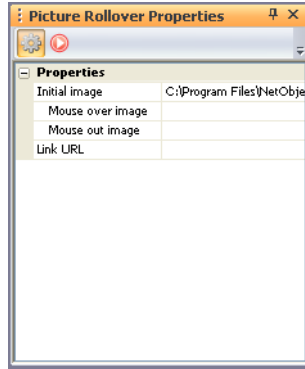 Picture Rollover Properties
Properties
Initial image C:\Program Files\NetObje
Mouse over image
Mouse out image
Link URL